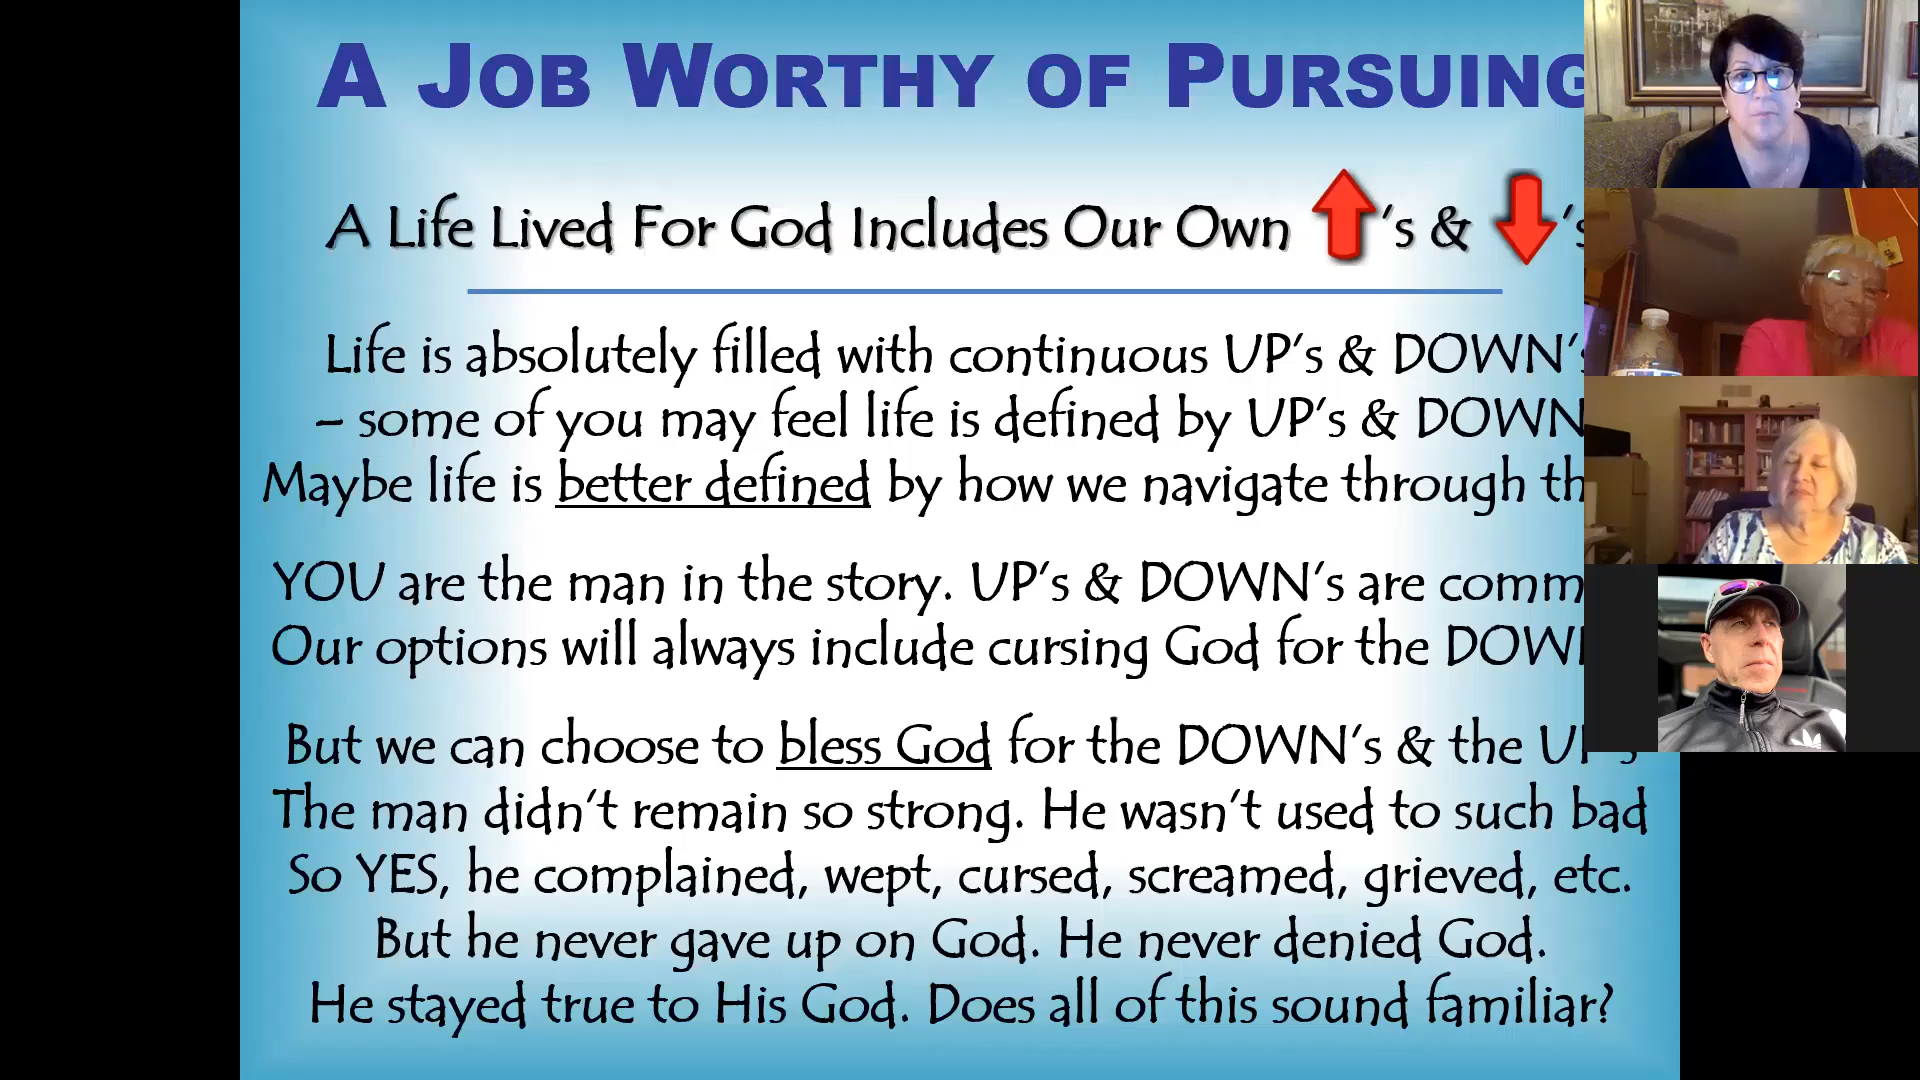 A JOB WORTHY OF PURSUING
A Life Lived For God Includes Our Own 's & 's
Life is absolutely filled with continuous UP's & DOWN's
– some of you may feel life is defined by UP's & DOWN
Maybe life is better defined by how we navigate through
YOU are the man in the story. UP's & DOWN's are
Our options will always include cursing God for the
But we can choose to bless God for the DOWN's & the UP's
The man didn't remain so strong. He wasn't used to such bad
So YES, he complained, wept, cursed, screamed, grieved, etc.
But he never gave up on God. He never denied God.
He stayed true to His God. Does all of this sound familiar?